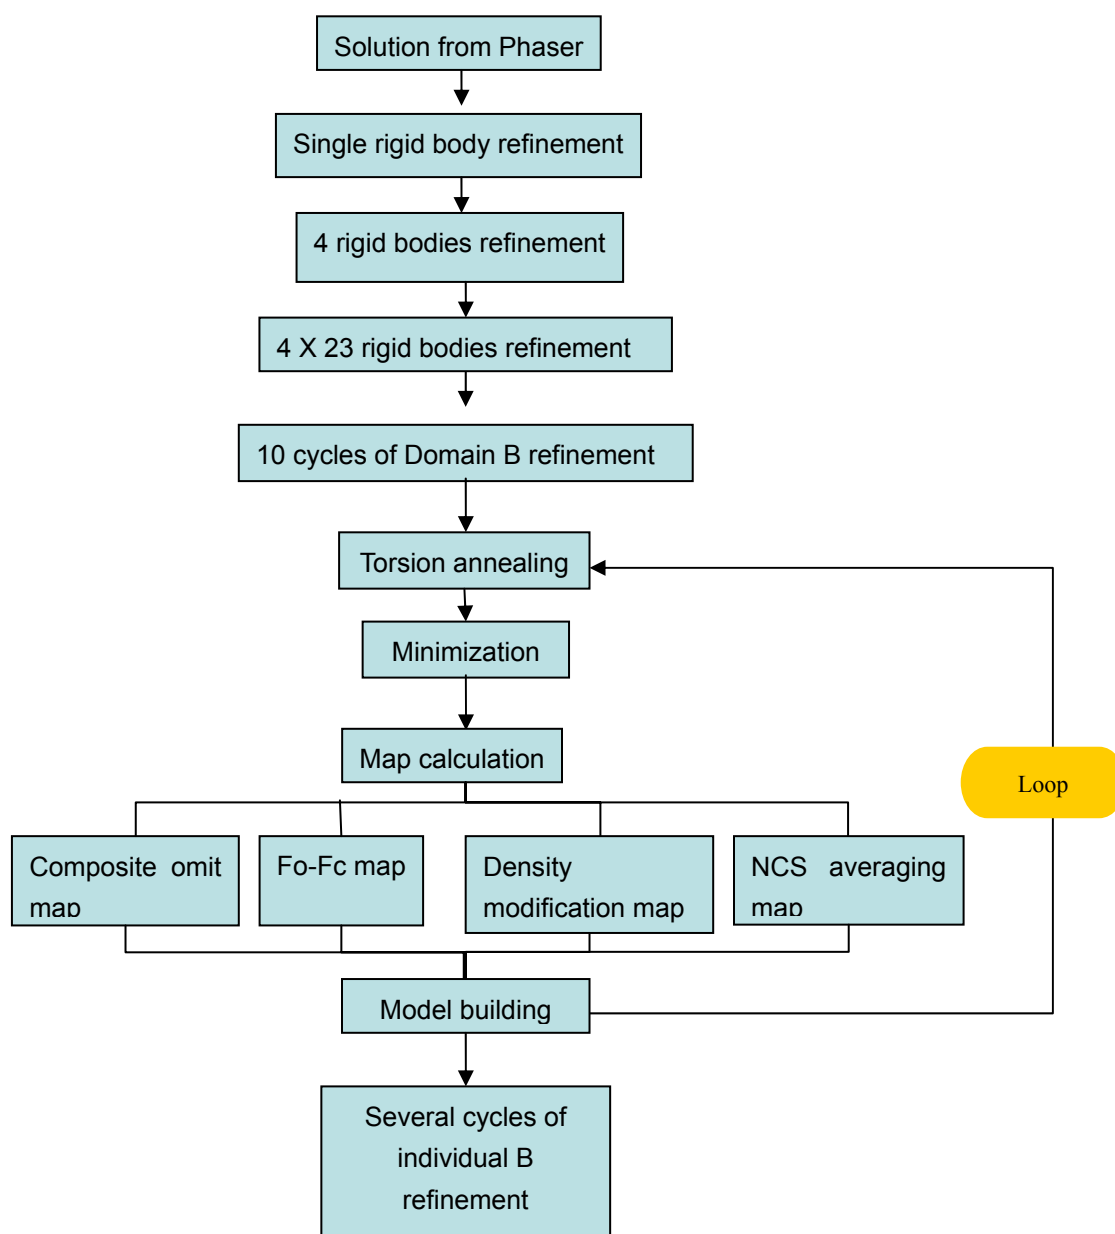 Solution from Phaser
Single rigid body refinement
4 rigid bodies refinement
4 X 23 rigid bodies refinement
10 cycles of Domain B refinement
Torsion annealing
Minimization
Map calculation
Loop
Composite omit
map
Fo-Fc map
Density
modification map
NCS averaging
map
Model building
Several cycles of
individual B
refinement